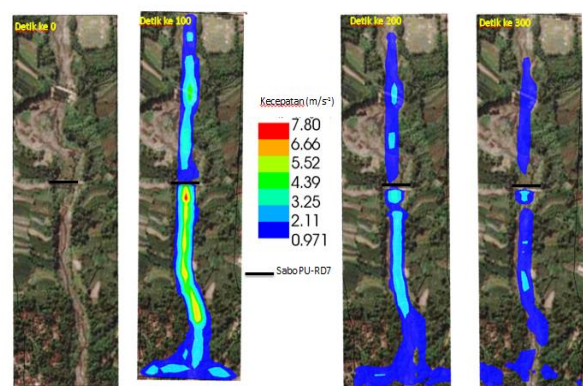 Detik ke 0
Detik ke 100
Kecepatan (m/s⁻¹)
7.80
6.66
5.52
4.39
3.25
2.11
0.971
Sabo PU-RD7
Detik ke 200
Detik ke 300